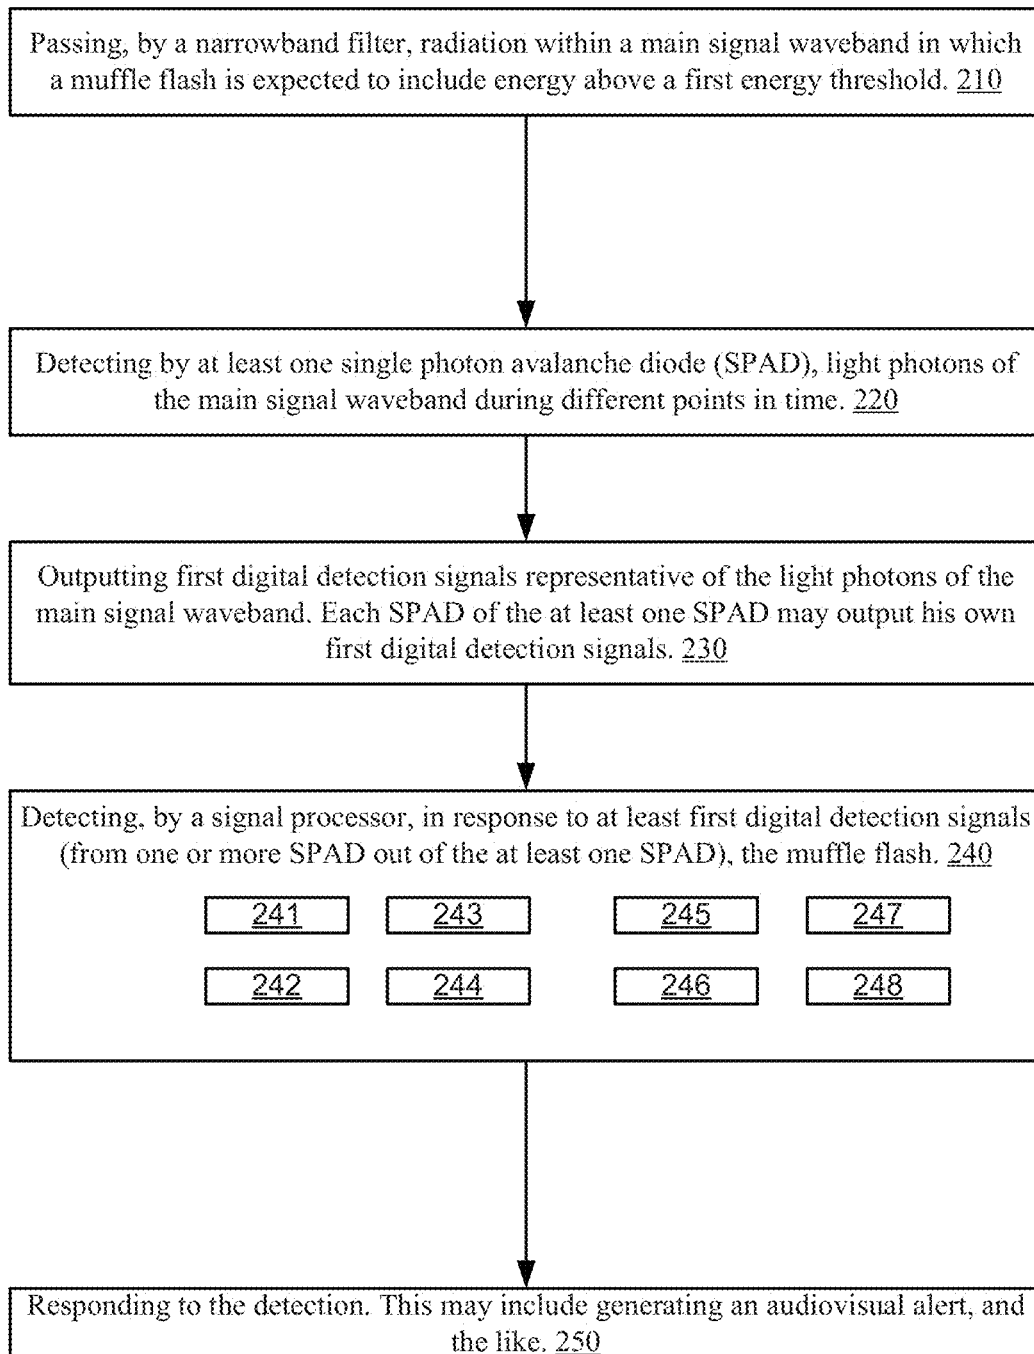 Passing, by a narrowband filter, radiation within a main signal waveband in which
a muffle flash is expected to include energy above a first energy threshold. 210
Detecting by at least one single photon avalanche diode (SPAD), light photons of
the main signal waveband during different points in time. 220
Outputting first digital detection signals representative of the light photons of the
main signal waveband. Each SPAD of the at least one SPAD may output his own
first digital detection signals. 230
Detecting, by a signal processor, in response to at least first digital detection signals
(from one or more SPAD out of the at least one SPAD), the muffle flash. 240
241 243 245 247
242 244 246 248
Responding to the detection. This may include generating an audiovisual alert, and
the like. 250